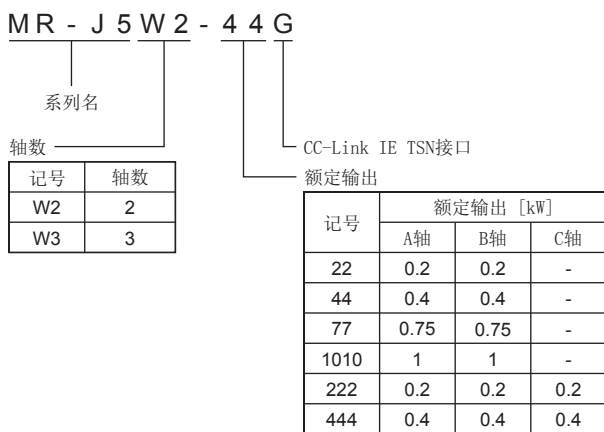 MR-J5W2-44G
系列名
轴数
记号 轴数
W2 2
W3 3
CC-Link IE TSN接口
额定输出
记号 额定输出 [kW]
A轴 B轴 C轴
22 0.2 0.2 -
44 0.4 0.4 -
77 0.75 0.75 -
1010 1 1 -
222 0.2 0.2 0.2
444 0.4 0.4 0.4